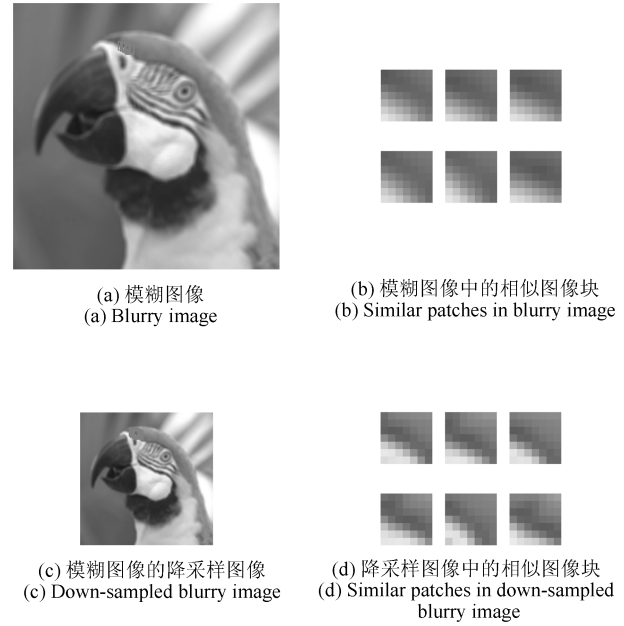 (a) 模糊图像
(a) Blurry image
(b) 模糊图像中的相似图像块
(b) Similar patches in blurry image
(c) 模糊图像的降采样图像
(c) Down-sampled blurry image
(d) 降采样图像中的相似图像块
(d) Similar patches in down-sampled
blurry image